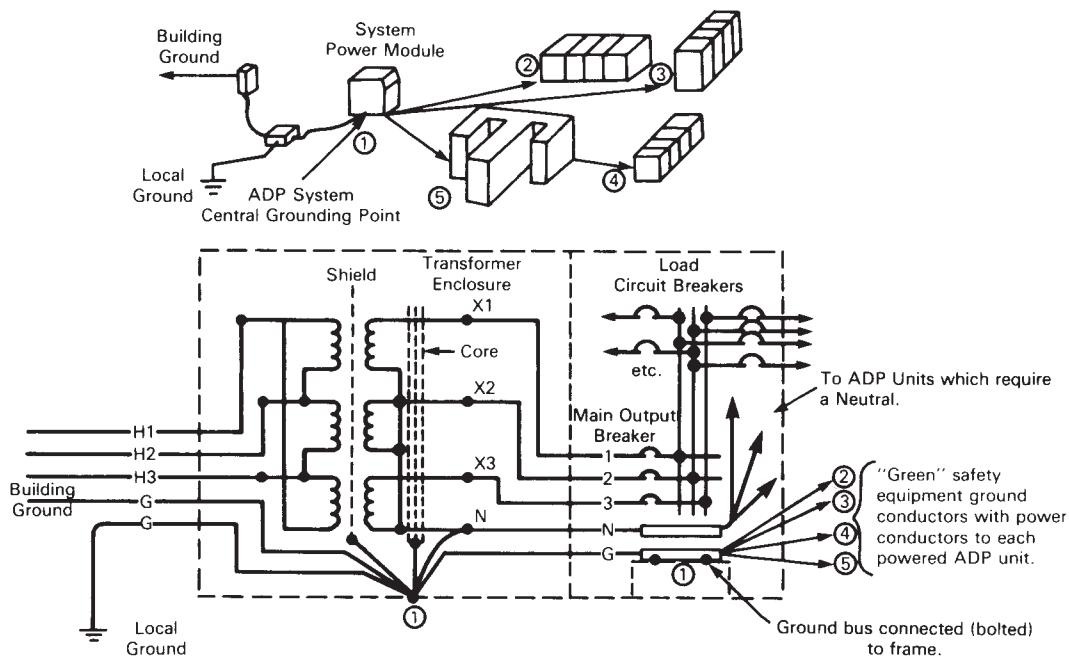 Building
Ground
System
Power Module
②
③
①
④
⑤
Local
Ground
ADP System
Central Grounding Point
Shield
Transformer
Enclosure
Load
Circuit Breakers
X1
Core
etc.
To ADP Units which require
a Neutral.
X2
Main Output
Breaker
H1
H2
H3
X3
1
2
3
Building
Ground
G
G
N
N
G
②
③
④
⑤
"Green" safety
equipment ground
conductors with power
conductors to each
powered ADP unit.
①
①
Local
Ground
Ground bus connected (bolted)
to frame.